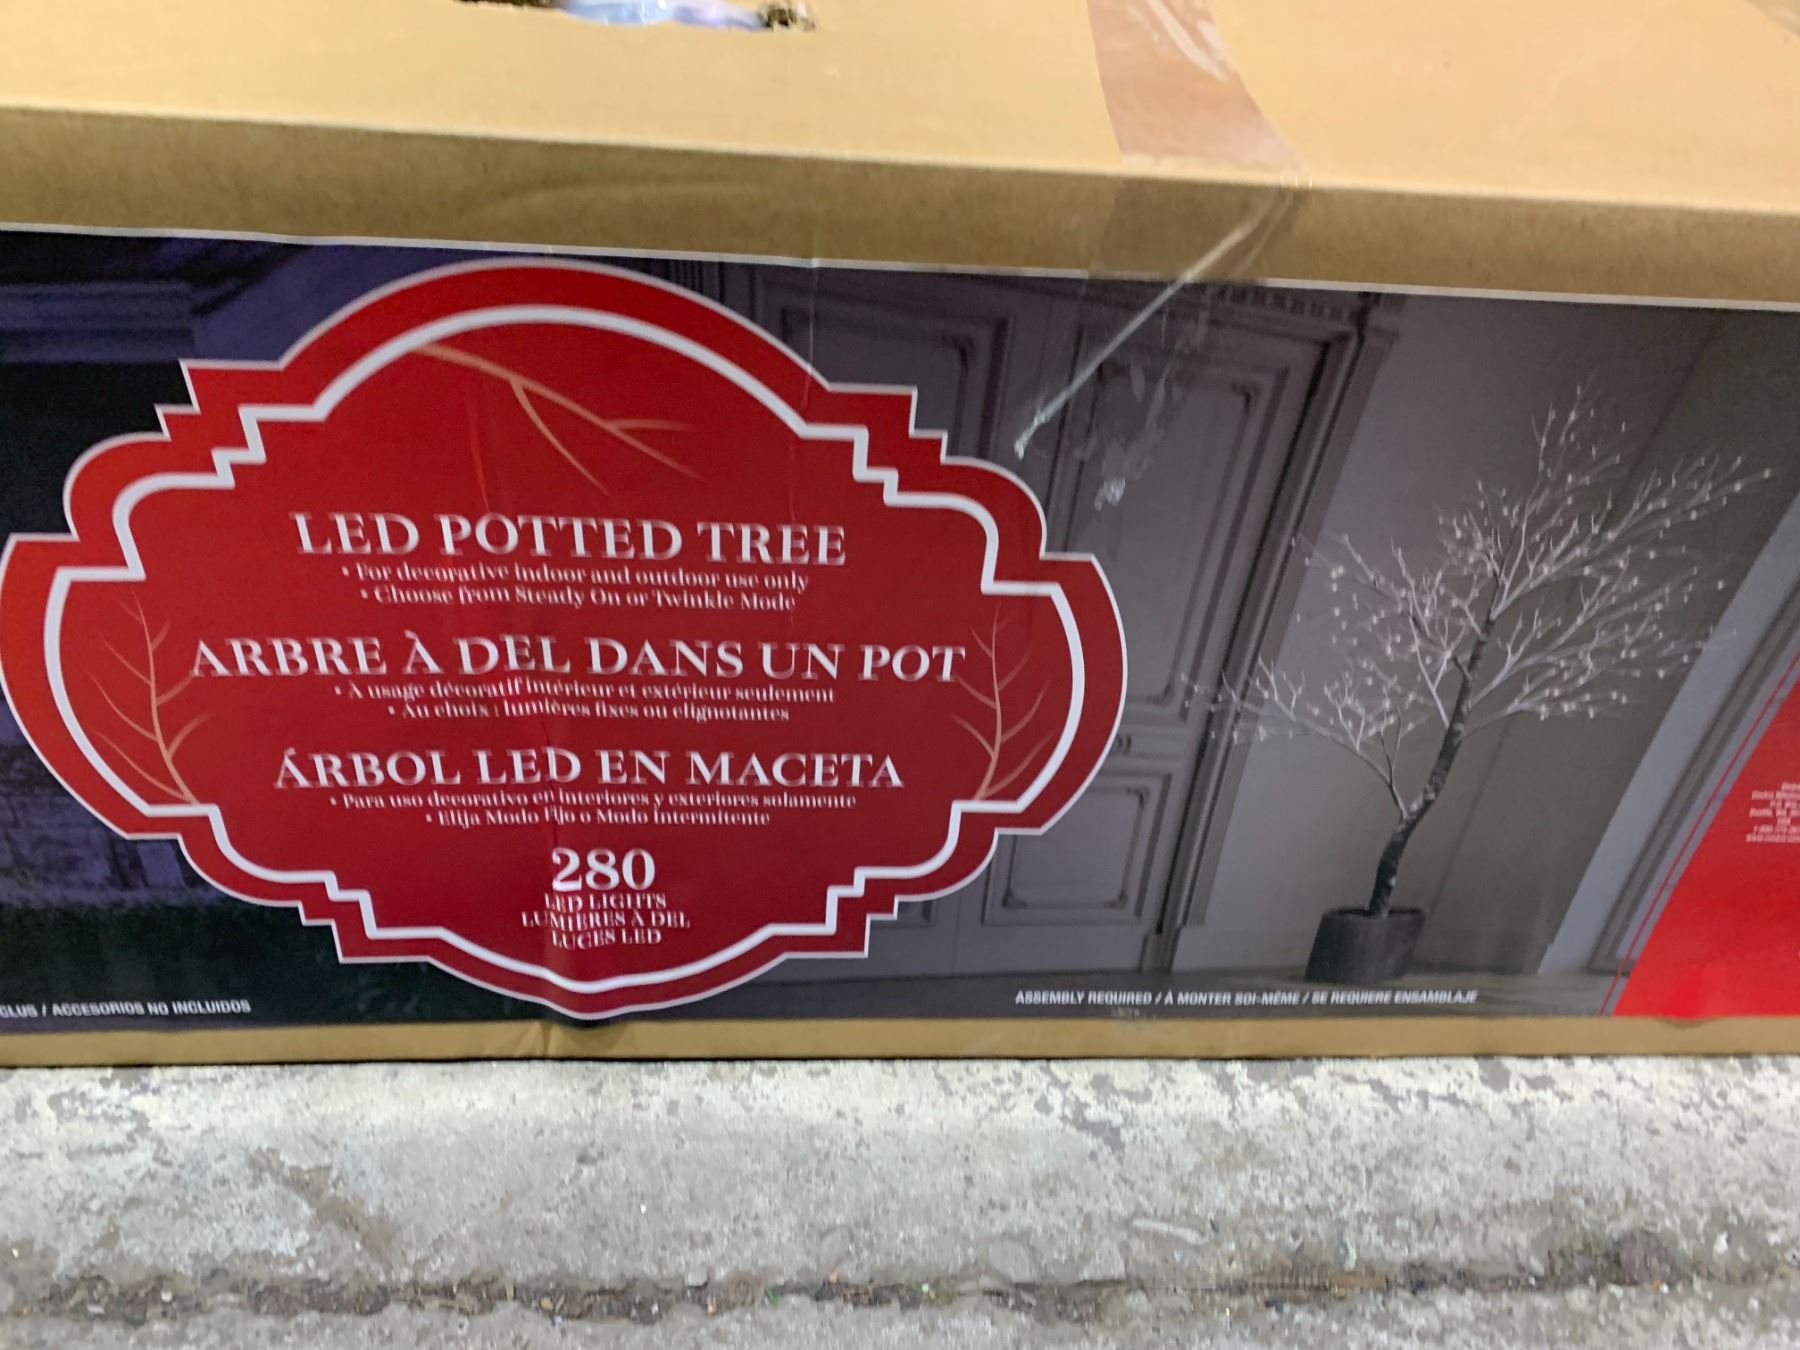 LED POTTED TREE
• For decorative indoor and outdoor use only
• Choose from Steady On or Twinkle Mode
ARBRE À DEL DANS UN POT
• À usage décoratif intérieur et extérieur seulement
• Au choix : lumières fixes ou clignotantes
ÁRBOL LED EN MACETA
• Para uso decorativo en interiores y exteriores solamente
• Elija Modo Fijo o Modo Intermitente
280
LED LIGHTS
LUMIÈRES À DEL
LUCES LED
CLUS / ACCESORIOS NO INCLUIDOS
ASSEMBLY REQUIRED / À MONTER SOI-MÊME / SE REQUIERE ENSAMBLAJE